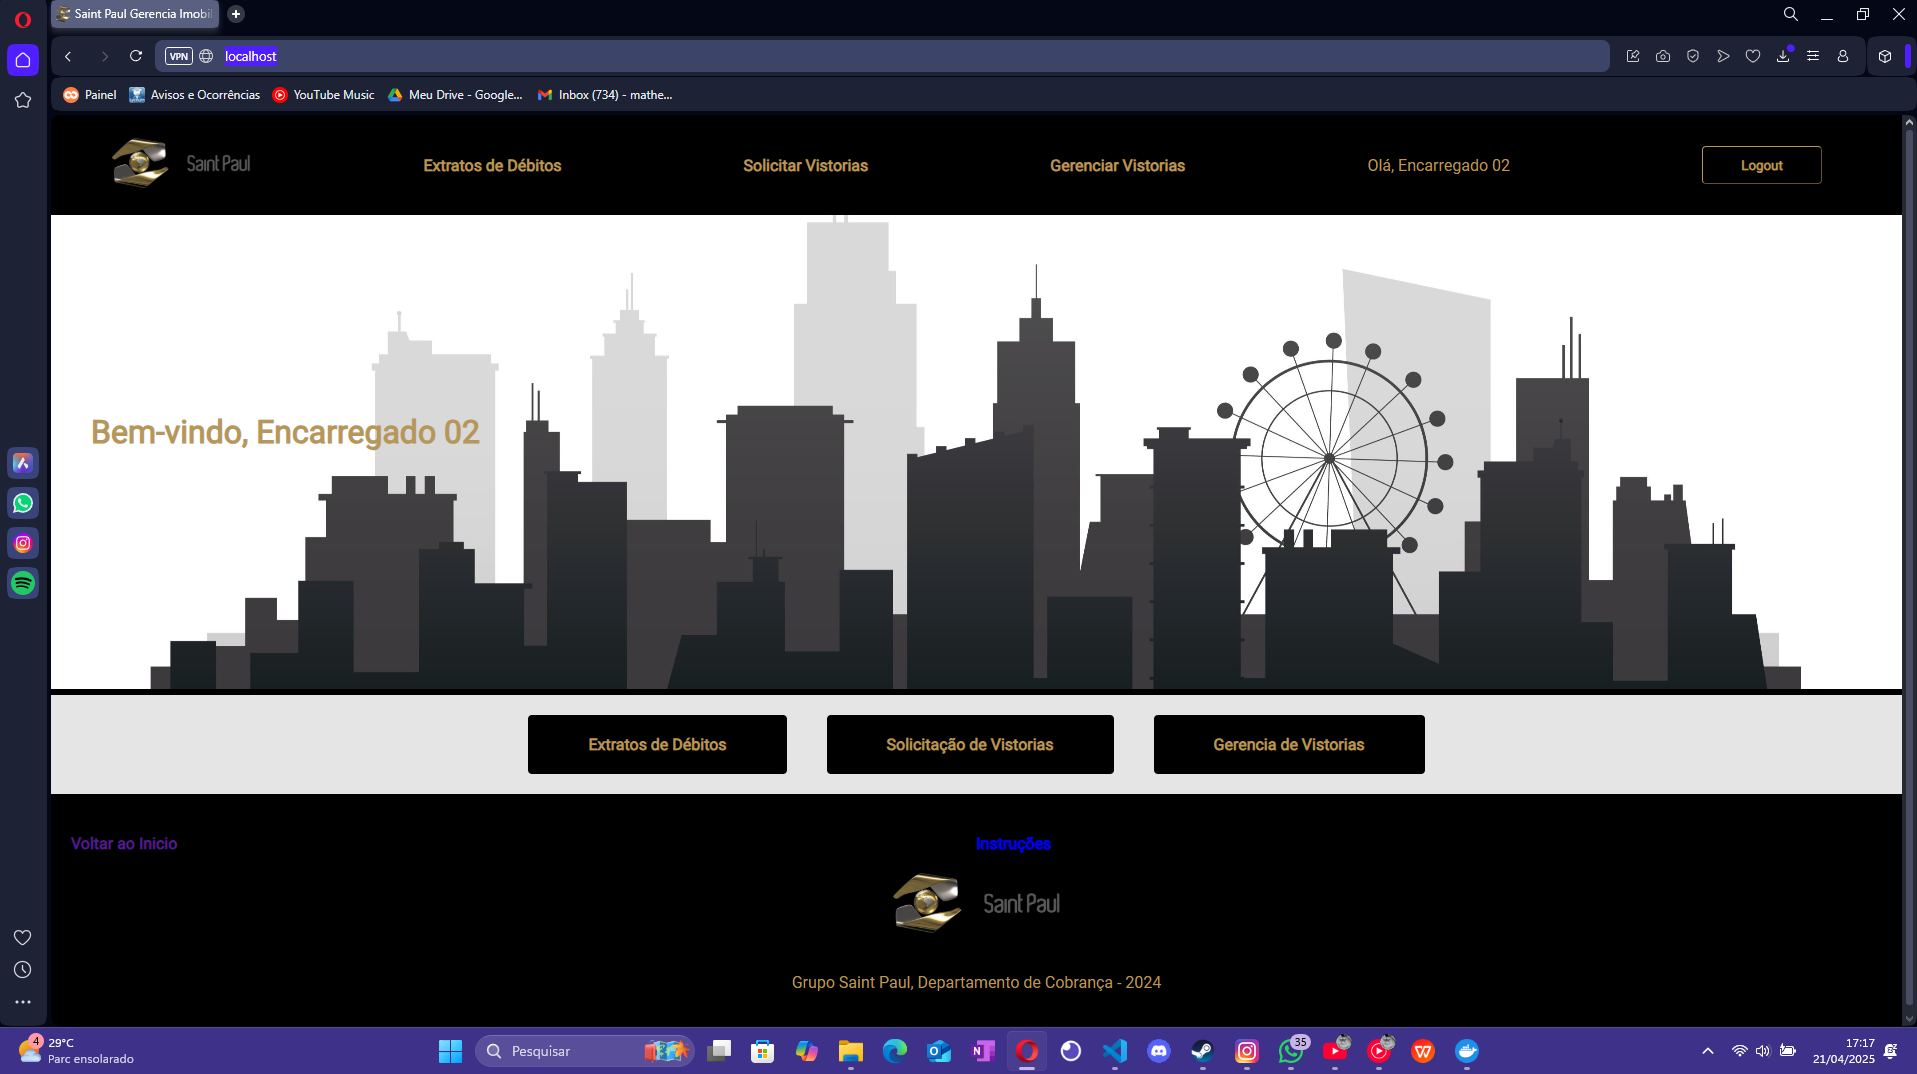 Saint Paul Gerencia Imobil
VPN
localhost
Painel
Avisos e Ocorrências
YouTube Music
Meu Drive - Google...
Inbox (734) - mathe...
Saint Paul
Extratos de Débitos
Solicitar Vistorias
Gerenciar Vistorias
Olá, Encarregado 02
Logout
Bem-vindo, Encarregado 02
Extratos de Débitos
Solicitação de Vistorias
Gerencia de Vistorias
Voltar ao Inicio
Instruções
Saint Paul
Grupo Saint Paul, Departamento de Cobrança - 2024
4
29°C
Parc ensolarado
Pesquisar
35
17:17
21/04/2025